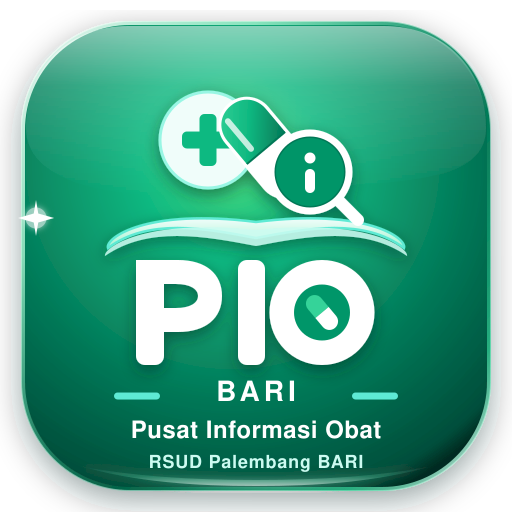 i
PIO
BARI
Pusat Informasi Obat
RSUD Palembang BARI